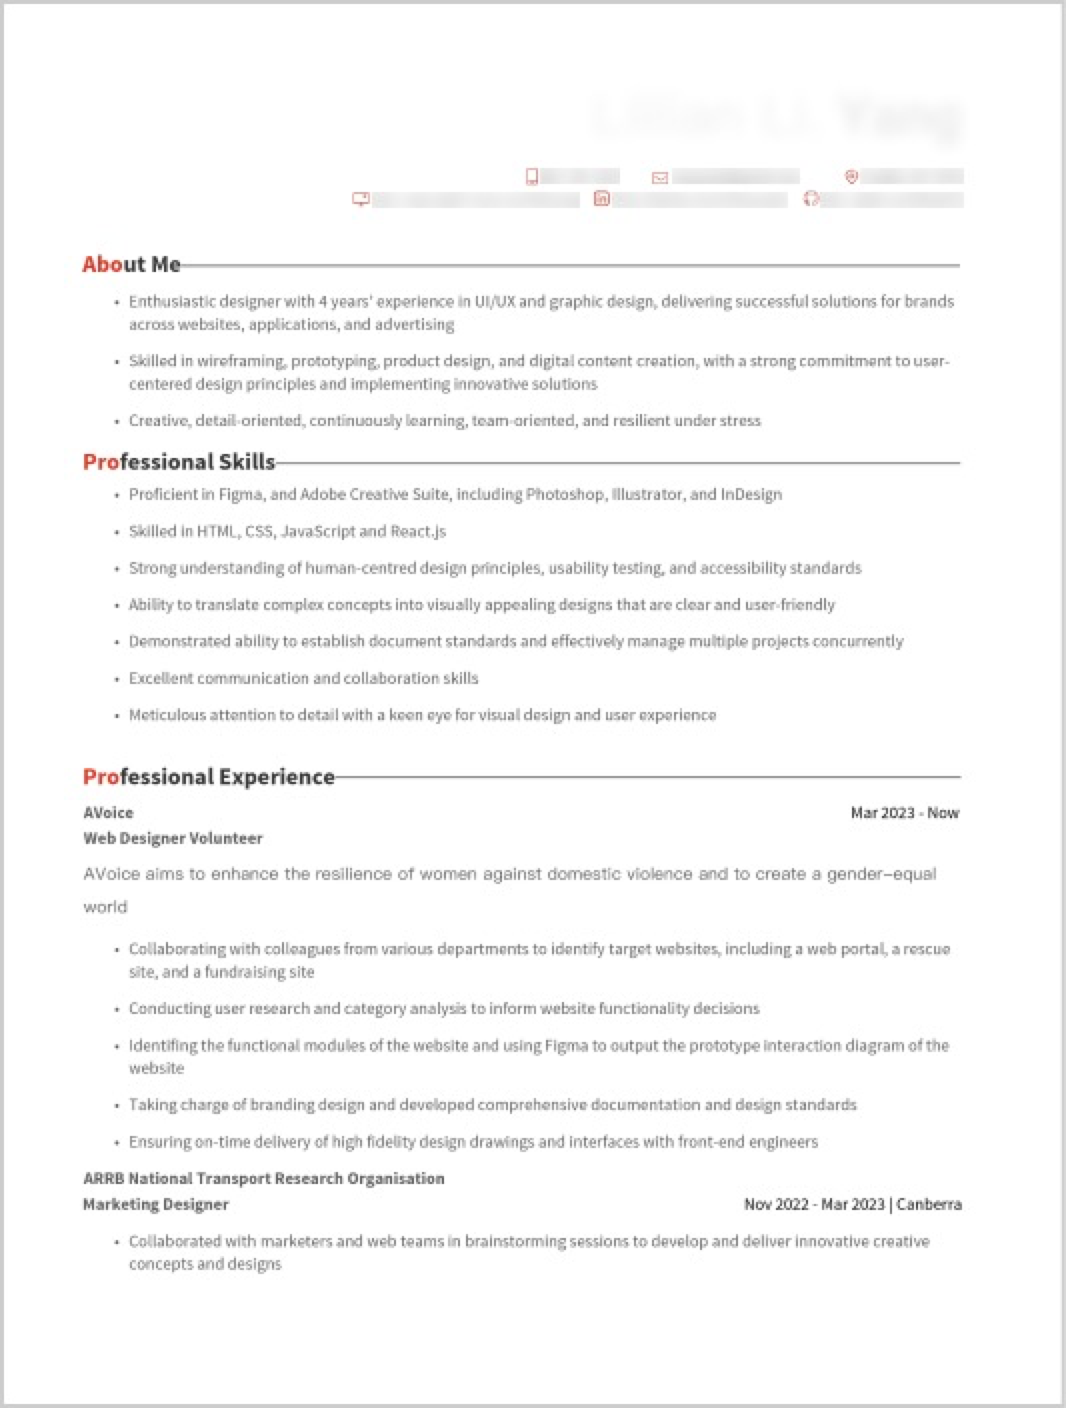 About Me
• Enthusiastic designer with 4 years' experience in UI/UX and graphic design, delivering successful solutions for brands
across websites, applications, and advertising
• Skilled in wireframing, prototyping, product design, and digital content creation, with a strong commitment to user-
centered design principles and implementing innovative solutions
• Creative, detail-oriented, continuously learning, team-oriented, and resilient under stress
Professional Skills
• Proficient in Figma, and Adobe Creative Suite, including Photoshop, Illustrator, and InDesign
• Skilled in HTML, CSS, JavaScript and React.js
• Strong understanding of human-centred design principles, usability testing, and accessibility standards
• Ability to translate complex concepts into visually appealing designs that are clear and user-friendly
• Demonstrated ability to establish document standards and effectively manage multiple projects concurrently
• Excellent communication and collaboration skills
• Meticulous attention to detail with a keen eye for visual design and user experience
Professional Experience
AVoice Mar 2023 - Now
Web Designer Volunteer
AVoice aims to enhance the resilience of women against domestic violence and to create a gender-equal
world
• Collaborating with colleagues from various departments to identify target websites, including a web portal, a rescue
site, and a fundraising site
• Conducting user research and category analysis to inform website functionality decisions
• Identifing the functional modules of the website and using Figma to output the prototype interaction diagram of the
website
• Taking charge of branding design and developed comprehensive documentation and design standards
• Ensuring on-time delivery of high fidelity design drawings and interfaces with front-end engineers
ARRB National Transport Research Organisation
Marketing Designer Nov 2022 - Mar 2023 | Canberra
• Collaborated with marketers and web teams in brainstorming sessions to develop and deliver innovative creative
concepts and designs